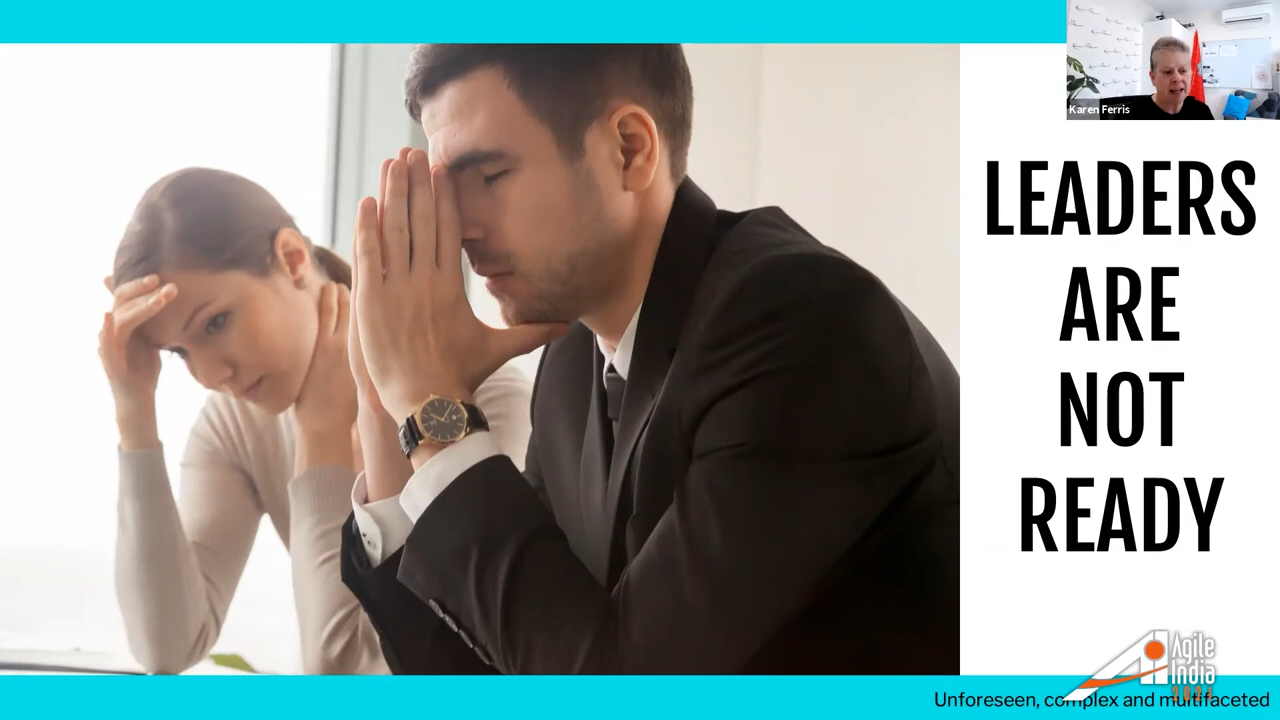 Karen Ferris
LEADERS
ARE
NOT
READY
Agile
India
Unforeseen, complex and multifaceted